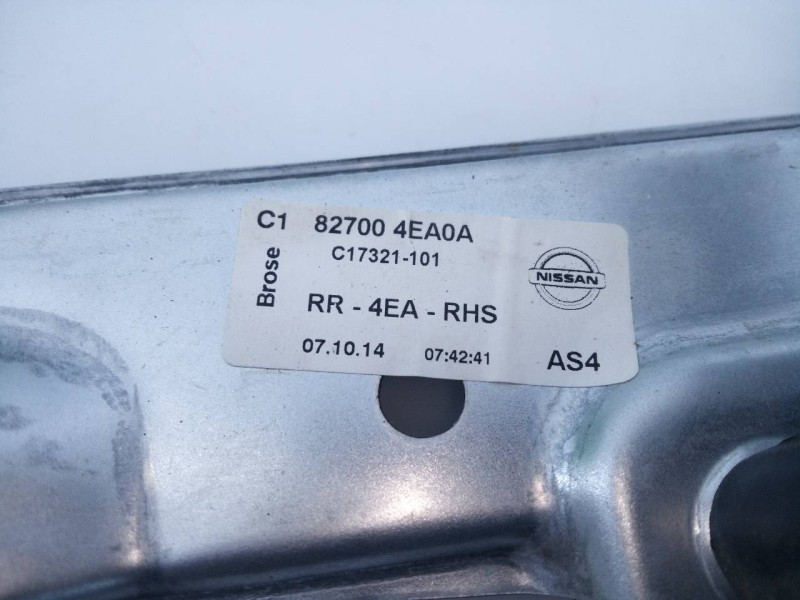 C1 82700 4EA0A
C17321-101
Brose
NISSAN
RR - 4EA - RHS
07.10.14 07:42:41
AS4